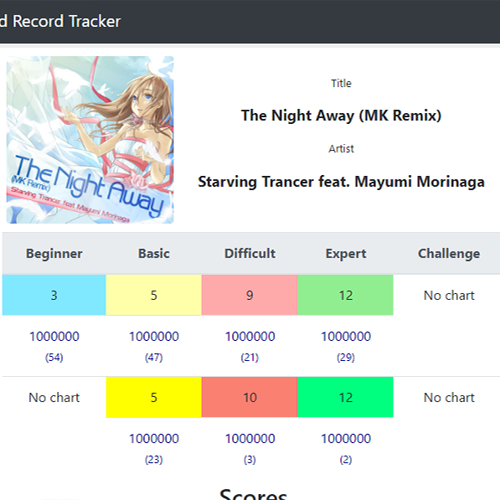 d Record Tracker
The Night Away
(MK Remix)
Starving Trancer feat. Mayumi Morinaga
Title
The Night Away (MK Remix)
Artist
Starving Trancer feat. Mayumi Morinaga
Beginner Basic Difficult Expert Challenge
3 5 9 12 No chart
1000000 1000000 1000000 1000000
(54) (47) (21) (29)
No chart 5 10 12 No chart
1000000 1000000 1000000
(23) (3) (2)
Scores